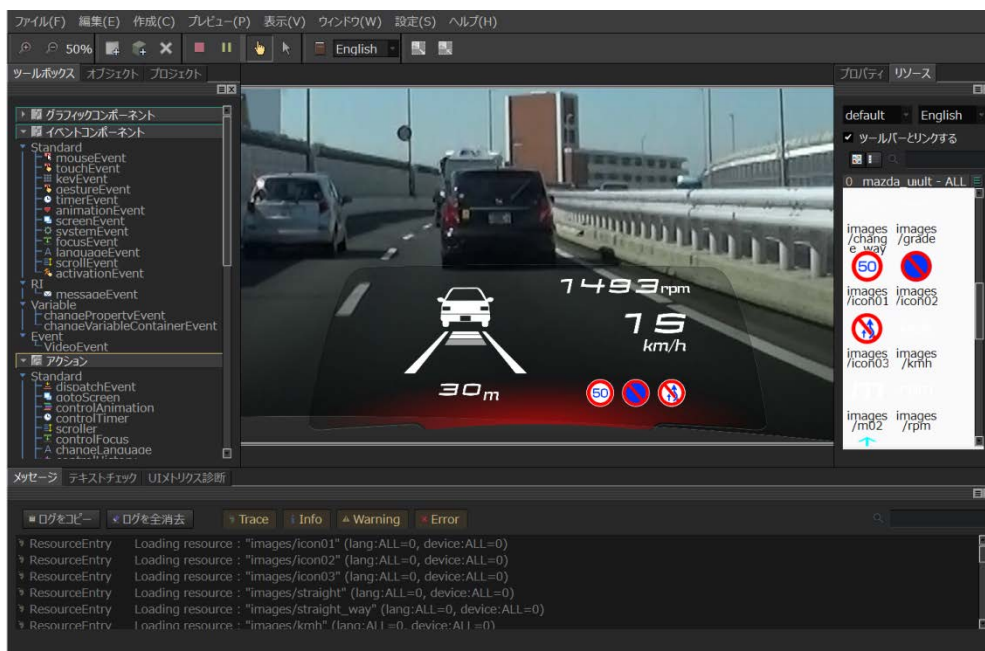 ファイル(F) 編集(E) 作成(C) プレビュー(P) 表示(V) ウィンドウ(W) 設定(S) ヘルプ(H)
50% English
ツールボックス オブジェクト プロジェクト
グラフィックコンポーネント
イベントコンポーネント
Standard
mouseEvent
touchEvent
keyEvent
gestureEvent
timerEvent
animationEvent
screenEvent
systemEvent
focusEvent
languageEvent
scrollEvent
activationEvent
RI
messageEvent
Variable
changePropertyEvent
changeVariableContainerEvent
Event
VideoEvent
アクション
Standard
dispatchEvent
gotoScreen
controlAnimation
controlTimer
scroller
controlFocus
changeLanguage
1493rpm
15
km/h
30m
50
プロパティ リソース
default English
ツールバーとリンクする
0 mazda_uult - ALL
images images
/chang /grade
e_way
50
images images
/icon01 /icon02
images images
/icon03 /kmh
images images
/m02 /rpm
メッセージ テキストチェック UIメトリクス診断
ログをコピー ログを全消去 Trace Info Warning Error
ResourceEntry Loading resource : "images/icon01" (lang:ALL=0, device:ALL=0)
ResourceEntry Loading resource : "images/icon02" (lang:ALL=0, device:ALL=0)
ResourceEntry Loading resource : "images/icon03" (lang:ALL=0, device:ALL=0)
ResourceEntry Loading resource : "images/straight" (lang:ALL=0, device:ALL=0)
ResourceEntry Loading resource : "images/straight_way" (lang:ALL=0, device:ALL=0)
ResourceEntry Loading resource : "images/kmh" (lang:ALL=0, device:ALL=0)